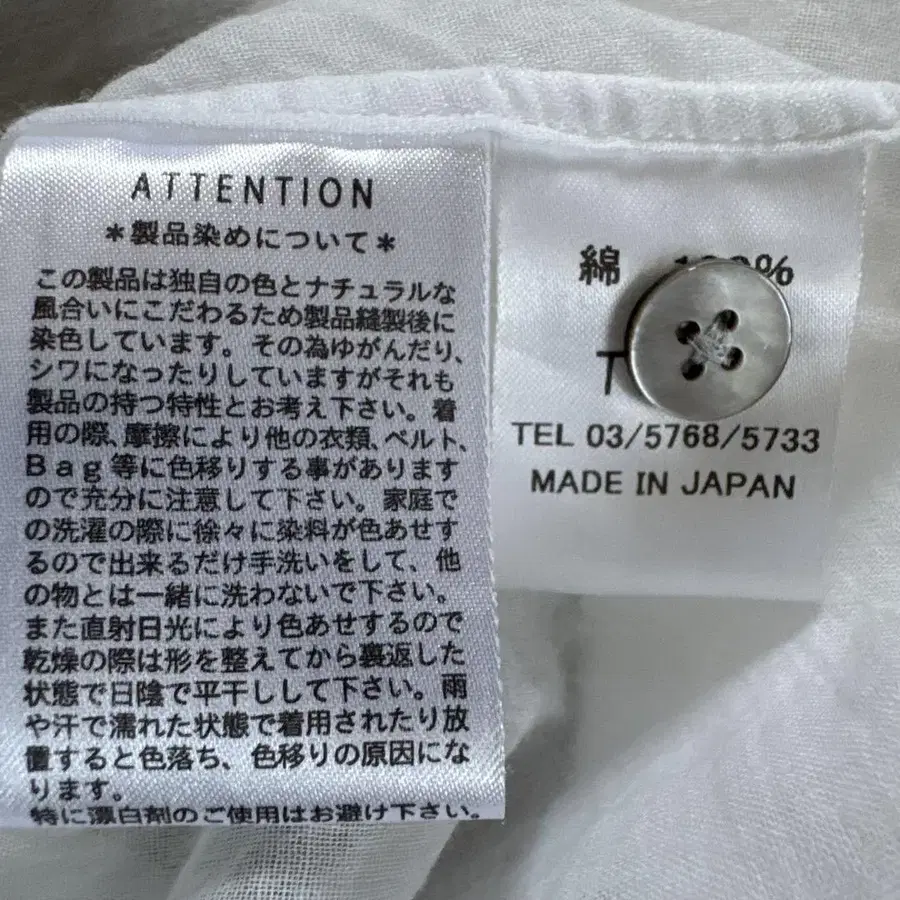 ATTENTION
＊製品染めについて＊
この製品は独自の色とナチュラルな
風合いにこだわるため製品縫製後に
染色しています。その為ゆがんだり、
シワになったりしていますがそれも
製品の持つ特性とお考え下さい。着
用の際、摩擦により他の衣類、ベルト、
Bag等に色移りする事があります
ので充分に注意して下さい。家庭で
の洗濯の際に徐々に染料が色あせす
るので出来るだけ手洗いをして、他
の物とは一緒に洗わないで下さい。
また直射日光により色あせするので
乾燥の際は形を整えてから裏返した
状態で日陰で平干しして下さい。雨
や汗で濡れた状態で着用されたり放
置すると色落ち、色移りの原因にな
ります。
特に漂白剤のご使用はお避け下さい。
綿
TEL 03/5768/5733
MADE IN JAPAN